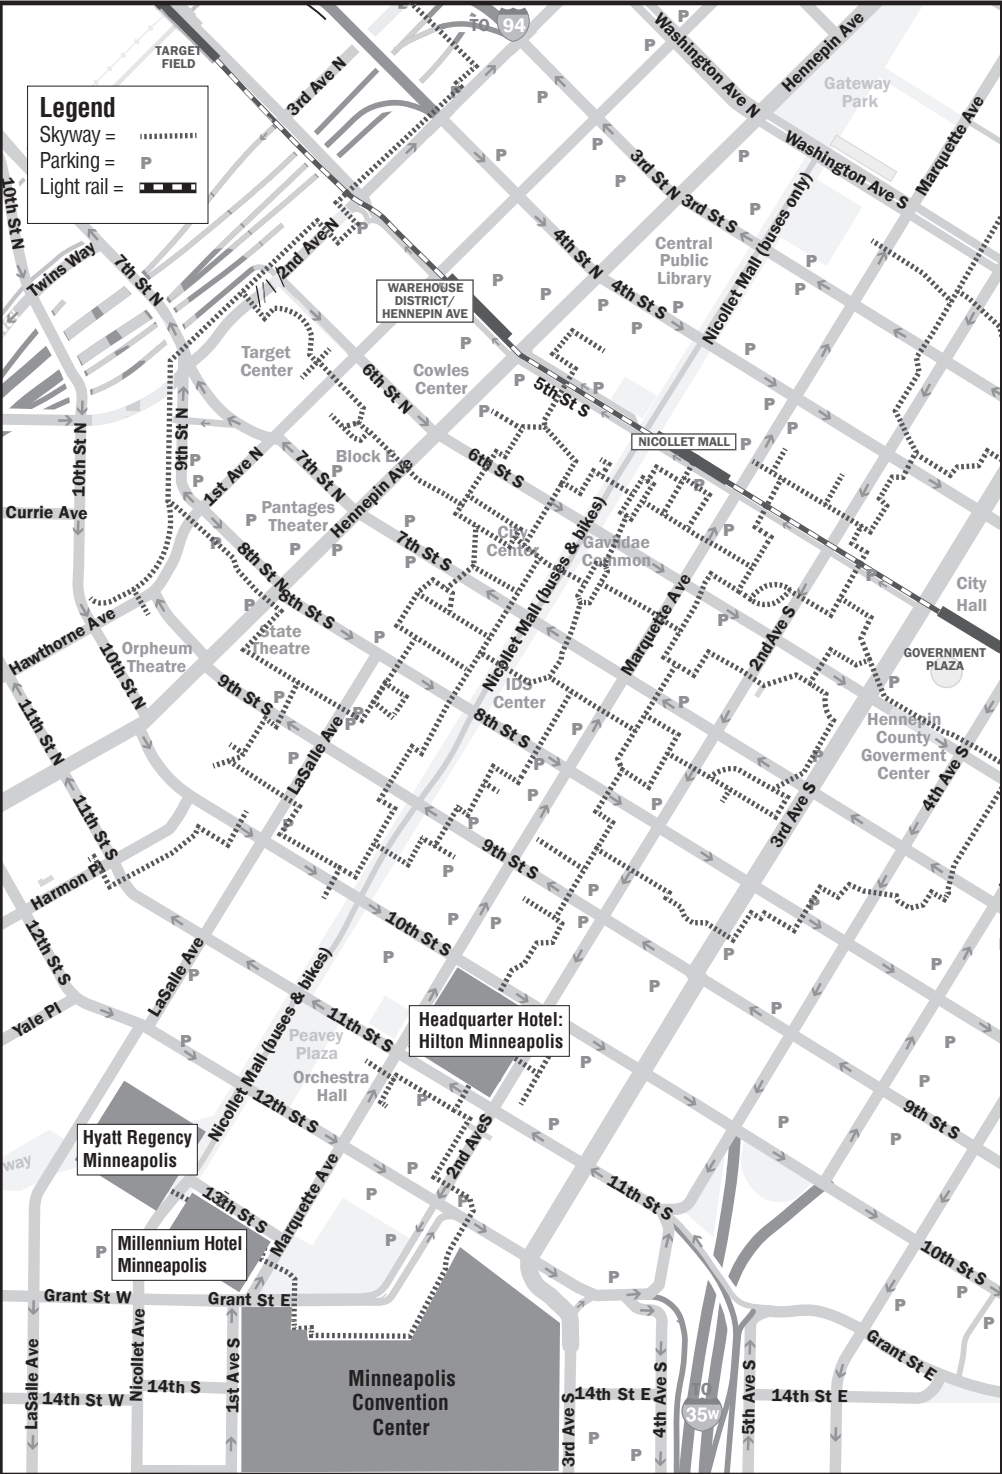 TO 94
TARGET
FIELD
3rd Ave N
Washington Ave N
Hennepin Ave
Gateway
Park
Legend
Skyway =
Parking = P
Light rail =
Marquette Ave
Washington Ave S
10th St N
3rd St N
3rd St S
Twins Way
7th St N
2nd Ave N
4th St N
4th St S
Central
Public
Library
Nicollet Mall (buses only)
WAREHOUSE
DISTRICT/
HENNEPIN AVE
Target
Center
6th St N
Cowles
Center
5th St S
NICOLLET MALL
10th St N
9th St N
1st Ave N
7th St N
Block E
Hennepin Ave
6th St S
Currie Ave
Pantages
Theater
8th St N
7th St S
City
Center
Nicollet Mall (buses & bikes)
Gavidae
Common
City
Hall
Hawthorne Ave
10th St N
Orpheum
Theatre
8th St S
State
Theatre
Marquette Ave
2nd Ave S
GOVERNMENT
PLAZA
11th St N
9th St S
LaSalle Ave
IDS
Center
8th St S
Hennepin
County
Goverment
Center
11th St S
3rd Ave S
4th Ave S
Harmon Pl
9th St S
12th St S
10th St S
Yale Pl
LaSalle Ave
Nicollet Mall (buses & bikes)
11th St S
Headquarter Hotel:
Hilton Minneapolis
Peavey
Plaza
Orchestra
Hall
12th St S
9th St S
Hyatt Regency
Minneapolis
way
2nd Ave S
13th St S
Marquette Ave
11th St S
Millennium Hotel
Minneapolis
10th St S
Grant St W
Grant St E
Grant St E
LaSalle Ave
Nicollet Ave
14th St W
14th S
1st Ave S
Minneapolis
Convention
Center
3rd Ave S
14th St E
4th Ave S
TO
35W
5th Ave S
14th St E